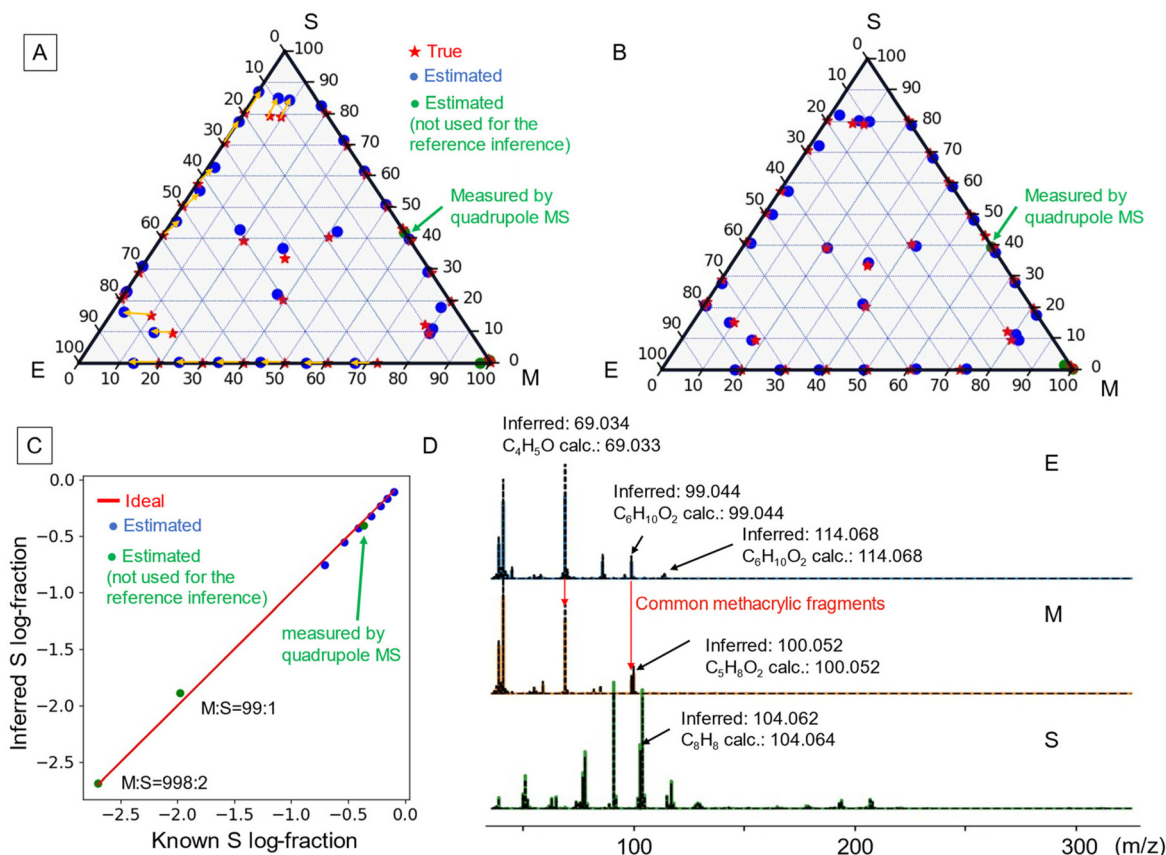 A
S
0
100
10
90
20
80
30
70
40
60
50
50
60
40
70
30
80
20
90
10
100
0
E
M
0
10
20
30
40
50
60
70
80
90
100
True
Estimated
Estimated
(not used for the
reference inference)
Measured by
quadrupole MS
B
S
0
100
10
90
20
80
30
70
40
60
50
50
60
40
70
30
80
20
90
10
100
0
E
M
0
10
20
30
40
50
60
70
80
90
100
Measured by
quadrupole MS
C
0.0
−0.5
−1.0
−1.5
−2.0
−2.5
Inferred S log-fraction
Ideal
Estimated
Estimated
(not used for the
reference inference)
measured by
quadrupole MS
M:S=99:1
M:S=998:2
−2.5
−2.0
−1.5
−1.0
−0.5
0.0
Known S log-fraction
D
Inferred: 69.034
C₄H₅O calc.: 69.033
E
Inferred: 99.044
C₆H₁₀O₂ calc.: 99.044
Inferred: 114.068
C₆H₁₀O₂ calc.: 114.068
Common methacrylic fragments
M
Inferred: 100.052
C₅H₈O₂ calc.: 100.052
Inferred: 104.062
C₈H₈ calc.: 104.064
S
100
200
300
(m/z)